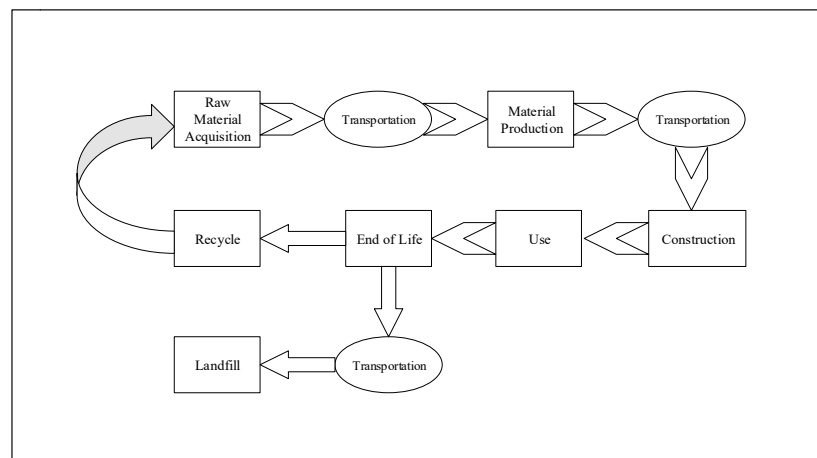 Raw
Material
Acquisition
Transportation
Material
Production
Transportation
Recycle
End of Life
Use
Construction
Landfill
Transportation